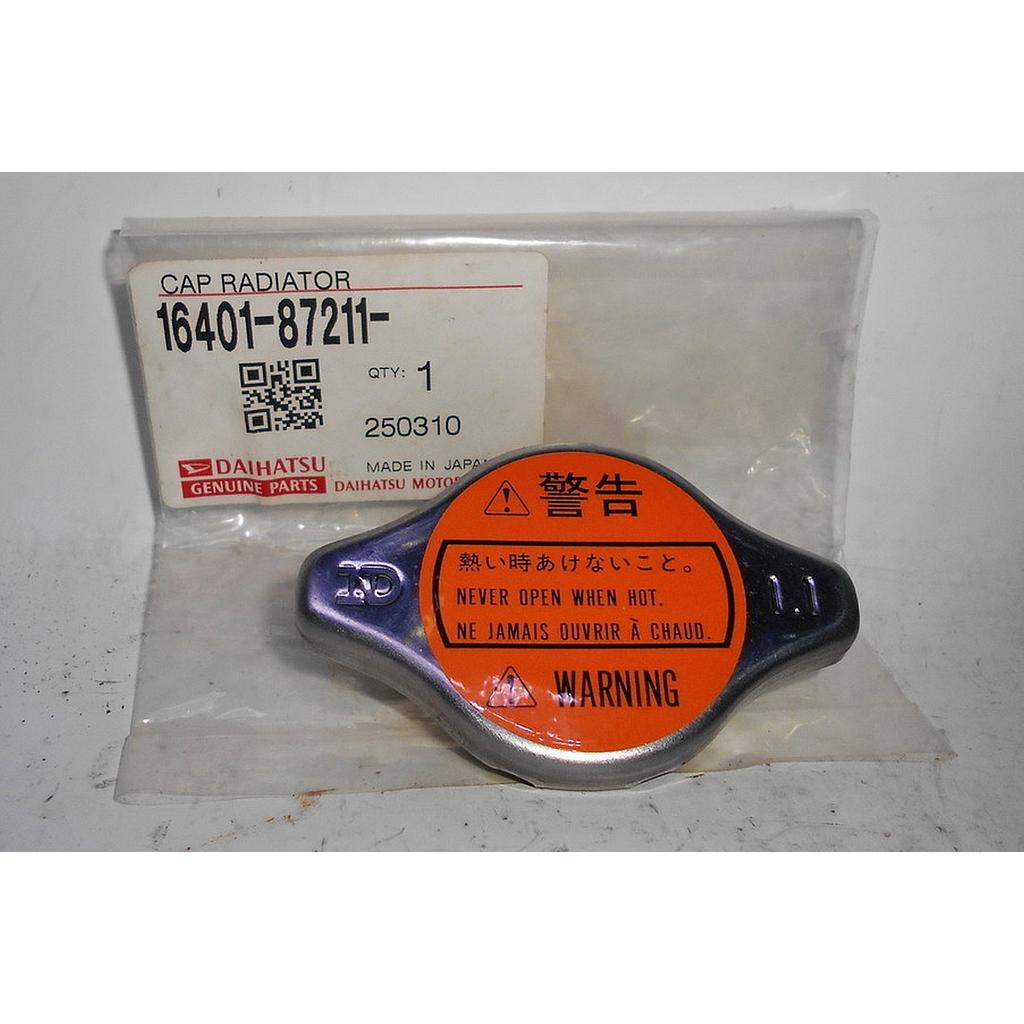 CAP RADIATOR
16401-87211-
QTY: 1
250310
DAIHATSU
GENUINE PARTS
MADE IN JAPAN
DAIHATSU MOTOR
警告
熱い時あけないこと。
NEVER OPEN WHEN HOT.
NE JAMAIS OUVRIR À CHAUD.
WARNING
ND
1.1